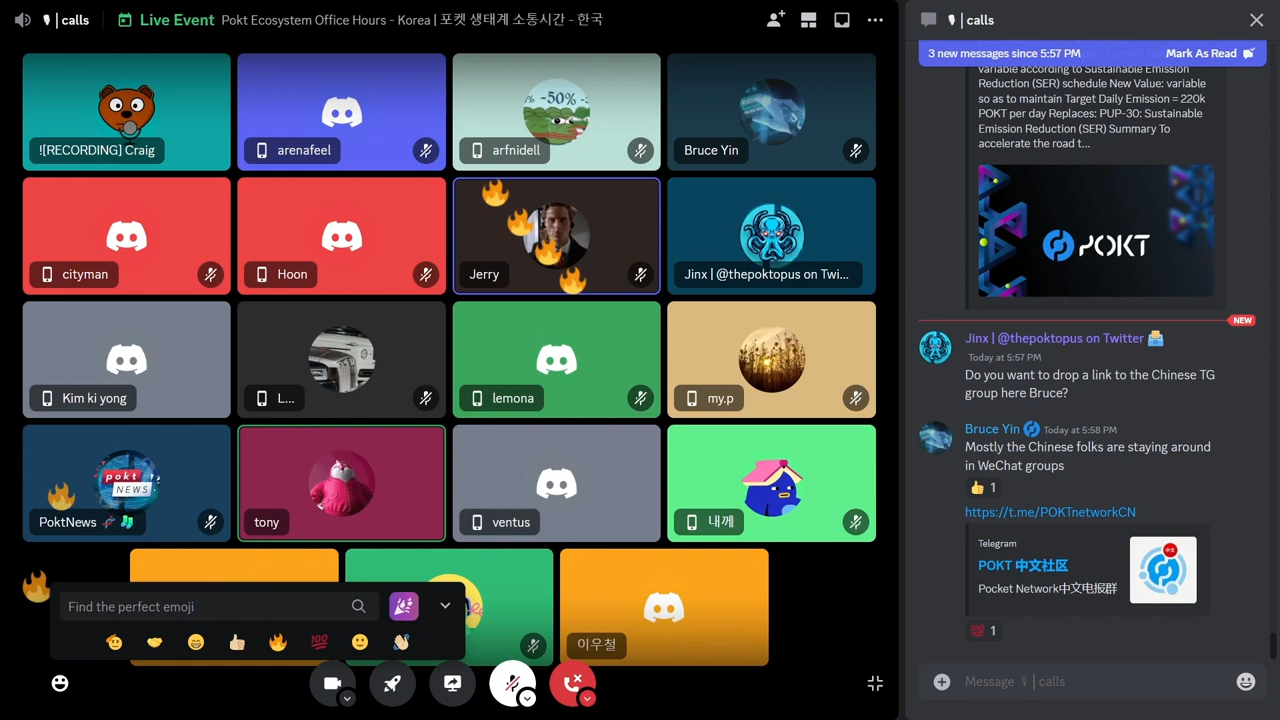 calls
Live Event
Pokt Ecosystem Office Hours - Korea | 포켓 생태계 소통시간 - 한국
![RECORDING] Craig
arenafeel
-50%
arfnidell
Bruce Yin
cityman
Hoon
Jerry
Jinx | @thepoktopus on Twi...
Kim ki yong
L...
lemona
my.p
pokt
NEWS
PoktNews
tony
ventus
내께
이우철
Find the perfect emoji
100
calls
3 new messages since 5:57 PM
Mark As Read
variable according to Sustainable Emission
Reduction (SER) schedule New Value: variable
so as to maintain Target Daily Emission = 220k
POKT per day Replaces: PUP-30: Sustainable
Emission Reduction (SER) Summary To
accelerate the road t...
POKT
NEW
Jinx | @thepoktopus on Twitter
Today at 5:57 PM
Do you want to drop a link to the Chinese TG
group here Bruce?
Bruce Yin
Today at 5:58 PM
Mostly the Chinese folks are staying around
in WeChat groups
1
https://t.me/POKTnetworkCN
Telegram
POKT 中文社区
Pocket Network中文电报群
中文
1
Message
calls